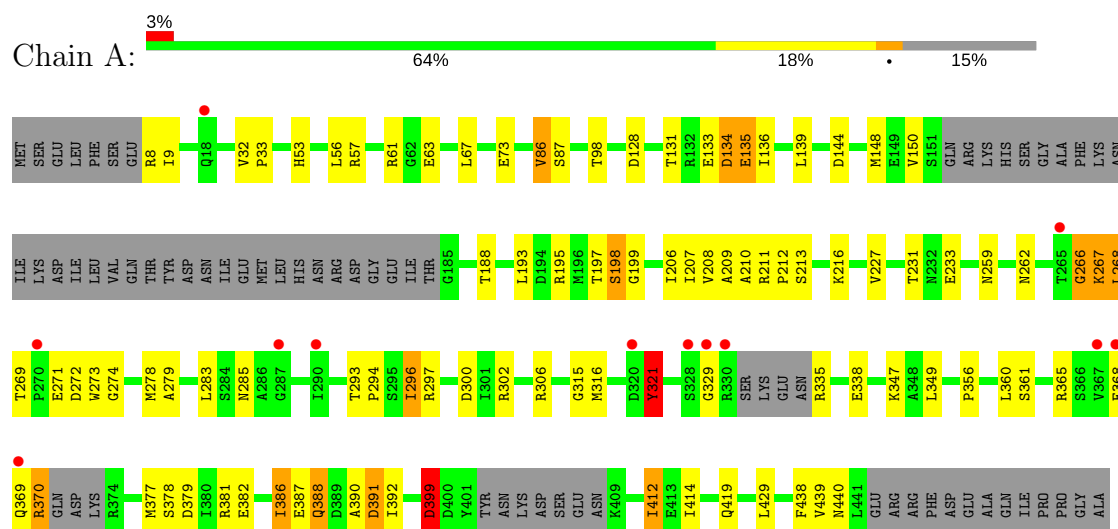 3%
Chain A:
64% 18% • 15%
MET SER GLU LEU PHE SER GLU R8 I9 Q18 V32 P33 H53 L56 R57 R61 G62 E63 L67 E73 V86 S87 T98 D128 T131 R132 E133 D134 E135 I136 L139 D144 M148 E149 V150 S151 GLN ARG LYS HIS SER GLY ALA PHE LYS ASN
ILE LYS ASP ILE LEU VAL GLN THR TYR ASP ASN ILE GLU MET LEU HIS ASN ARG ASP GLY GLU ILE THR G185 T188 L193 D194 R195 M196 T197 S198 G199 I206 I207 V208 A209 A210 R211 P212 S213 K216 V227 T231 N232 E233 N259 N262 T265 G266 K267 L268
T269 P270 E271 D272 W273 G274 M278 A279 L283 S284 N285 A286 G287 I290 T293 P294 S295 I296 R297 D300 I301 R302 R306 G315 M316 D320 Y321 S328 G329 R330 SER LYS GLU ASN R335 E338 K347 A348 L349 P356 L360 S361 R365 S366 V367 E368
Q369 R370 GLN ASP LYS R374 M377 S378 D379 I380 R381 E382 I386 E387 Q388 D389 A390 D391 I392 D399 D400 Y401 TYR ASN LYS ASP SER GLU ASN K409 I412 E413 I414 Q419 L429 F438 V439 N440 L441 GLU ARG ARG PHE ASP GLU ALA GLN ILE PRO PRO GLY ALA